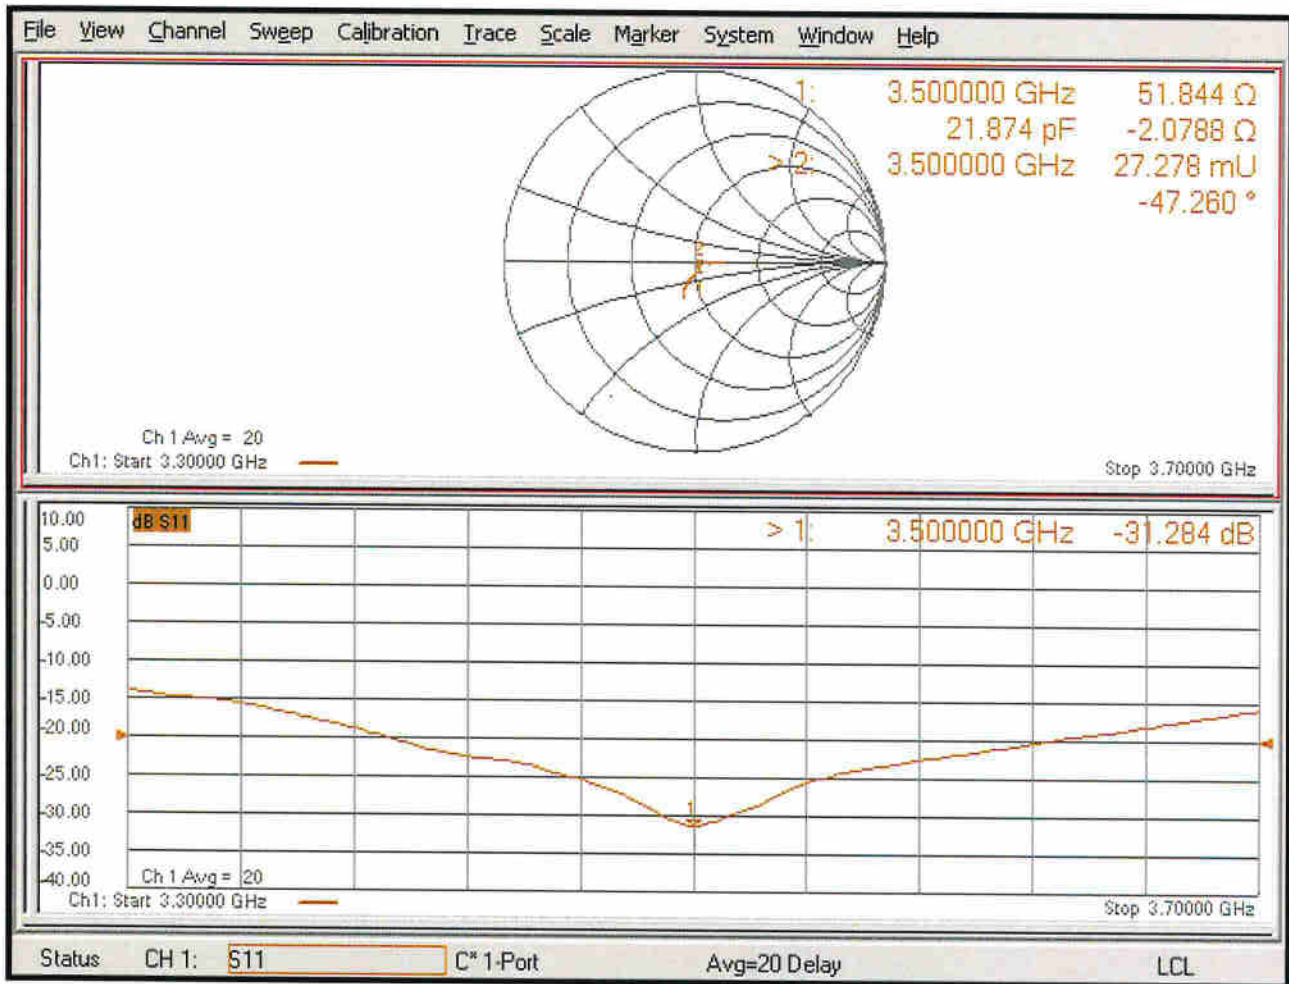 File View Channel Sweep Calibration Trace Scale Marker System Window Help
1: 3.500000 GHz 51.844 Ω
21.874 pF -2.0788 Ω
> 2: 3.500000 GHz 27.278 mU
-47.260 °
2
1
Ch 1 Avg = 20
Ch1: Start 3.30000 GHz
Stop 3.70000 GHz
10.00
dB S11
> 1: 3.500000 GHz -31.284 dB
5.00
0.00
-5.00
-10.00
-15.00
-20.00
-25.00
-30.00
1
-35.00
-40.00
Ch 1 Avg = 20
Ch1: Start 3.30000 GHz
Stop 3.70000 GHz
Status CH 1: S11 C* 1-Port Avg=20 Delay LCL